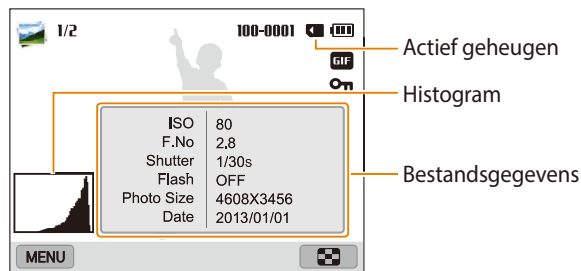 1/2
100-0001
GIF
Actief geheugen
Histogram
Bestandsgegevens
ISO 80
F.No 2.8
Shutter 1/30s
Flash OFF
Photo Size 4608X3456
Date 2013/01/01
MENU